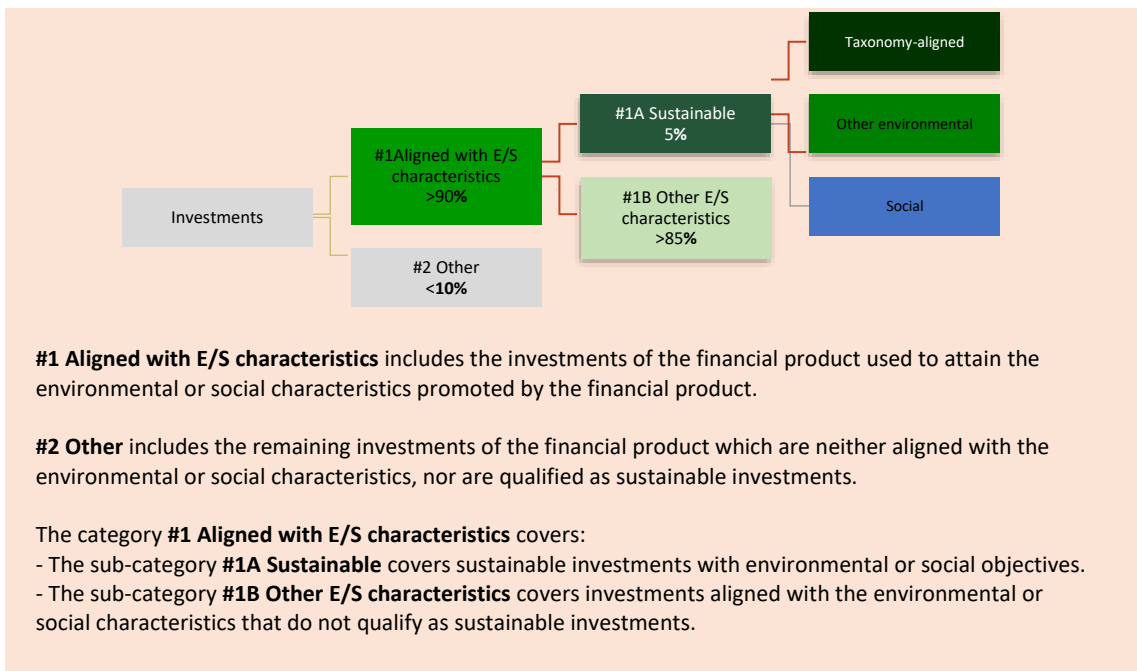 Taxonomy-aligned
#1A Sustainable
5%
Other environmental
#1Aligned with E/S
characteristics
>90%
#1B Other E/S
characteristics
>85%
Investments
Social
#2 Other
<10%
#1 Aligned with E/S characteristics includes the investments of the financial product used to attain the
environmental or social characteristics promoted by the financial product.
#2 Other includes the remaining investments of the financial product which are neither aligned with the
environmental or social characteristics, nor are qualified as sustainable investments.
The category #1 Aligned with E/S characteristics covers:
- The sub-category #1A Sustainable covers sustainable investments with environmental or social objectives.
- The sub-category #1B Other E/S characteristics covers investments aligned with the environmental or
social characteristics that do not qualify as sustainable investments.